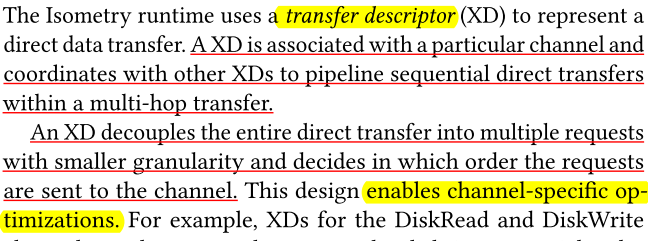 The Isometry runtime uses a transfer descriptor (XD) to represent a
direct data transfer. A XD is associated with a particular channel and
coordinates with other XDs to pipeline sequential direct transfers
within a multi-hop transfer.
An XD decouples the entire direct transfer into multiple requests
with smaller granularity and decides in which order the requests
are sent to the channel. This design enables channel-specific op-
timizations. For example, XDs for the DiskRead and DiskWrite